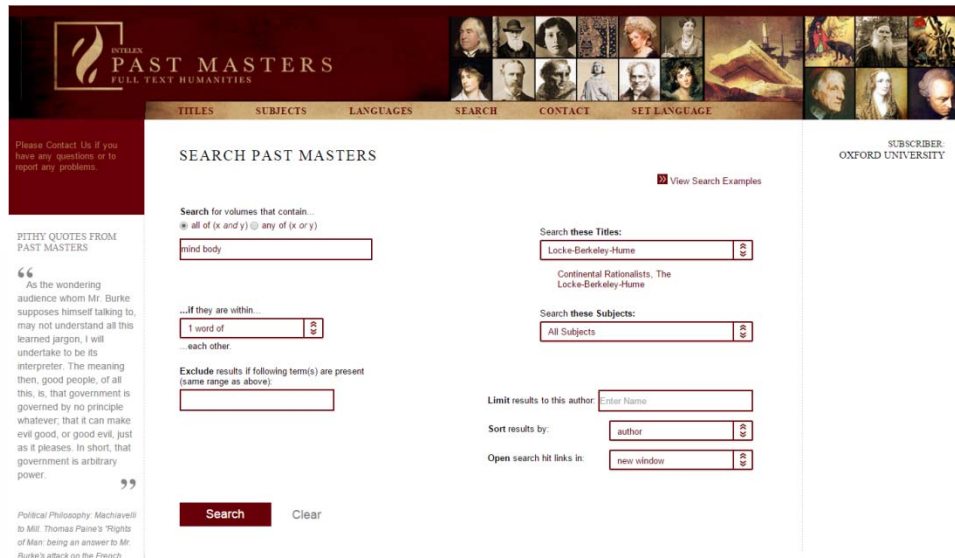 INTELEX
PAST MASTERS
FULL TEXT HUMANITIES
TITLES SUBJECTS LANGUAGES SEARCH CONTACT SET LANGUAGE
Please Contact Us if you
have any questions or to
report any problems.
SUBSCRIBER:
OXFORD UNIVERSITY
SEARCH PAST MASTERS
View Search Examples
Search for volumes that contain...
all of (x and y) any of (x or y)
mind body
Search these Titles:
Locke-Berkeley-Hume
Continental Rationalists, The
Locke-Berkeley-Hume
...if they are within...
1 word of
...each other.
Search these Subjects:
All Subjects
Exclude results if following term(s) are present
(same range as above):
Limit results to this author: Enter Name
Sort results by: author
Open search hit links in: new window
Search Clear
PITHY QUOTES FROM
PAST MASTERS
“
As the wondering
audience whom Mr. Burke
supposes himself talking to,
may not understand all this
learned jargon, I will
undertake to be its
interpreter. The meaning
then, good people, of all
this, is, that government is
governed by no principle
whatever; that it can make
evil good, or good evil, just
as it pleases. In short, that
government is arbitrary
power.
”
Political Philosophy: Machiavelli
to Mill. Thomas Paine's "Rights
of Man: being an answer to Mr.
Burke's attack on the French